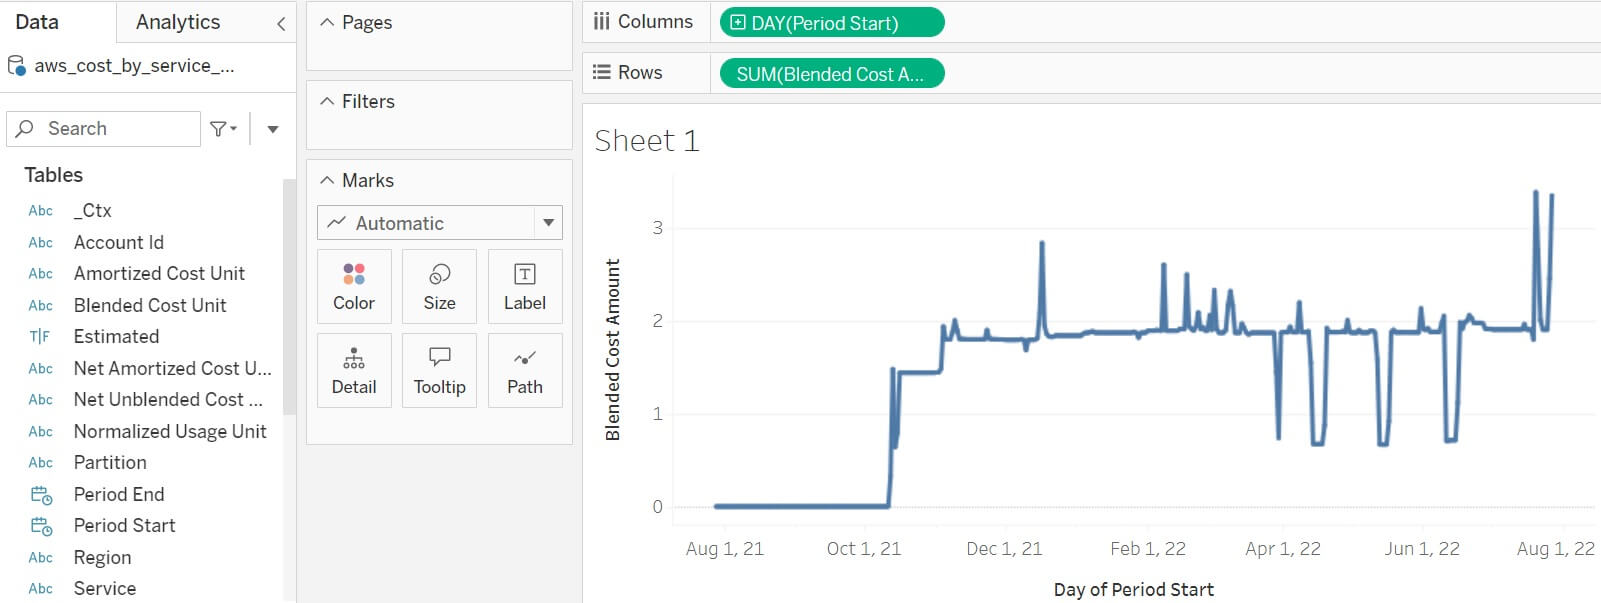 Data
Analytics
aws_cost_by_service_...
Search
Tables
Abc _Ctx
Abc Account Id
Abc Amortized Cost Unit
Abc Blended Cost Unit
T|F Estimated
Abc Net Amortized Cost U...
Abc Net Unblended Cost ...
Abc Normalized Usage Unit
Abc Partition
Period End
Period Start
Abc Region
Abc Service
Pages
Filters
Marks
Automatic
Color Size Label
Detail Tooltip Path
Columns DAY(Period Start)
Rows SUM(Blended Cost A...
Sheet 1
Blended Cost Amount
3
2
1
0
Aug 1, 21 Oct 1, 21 Dec 1, 21 Feb 1, 22 Apr 1, 22 Jun 1, 22 Aug 1, 22
Day of Period Start